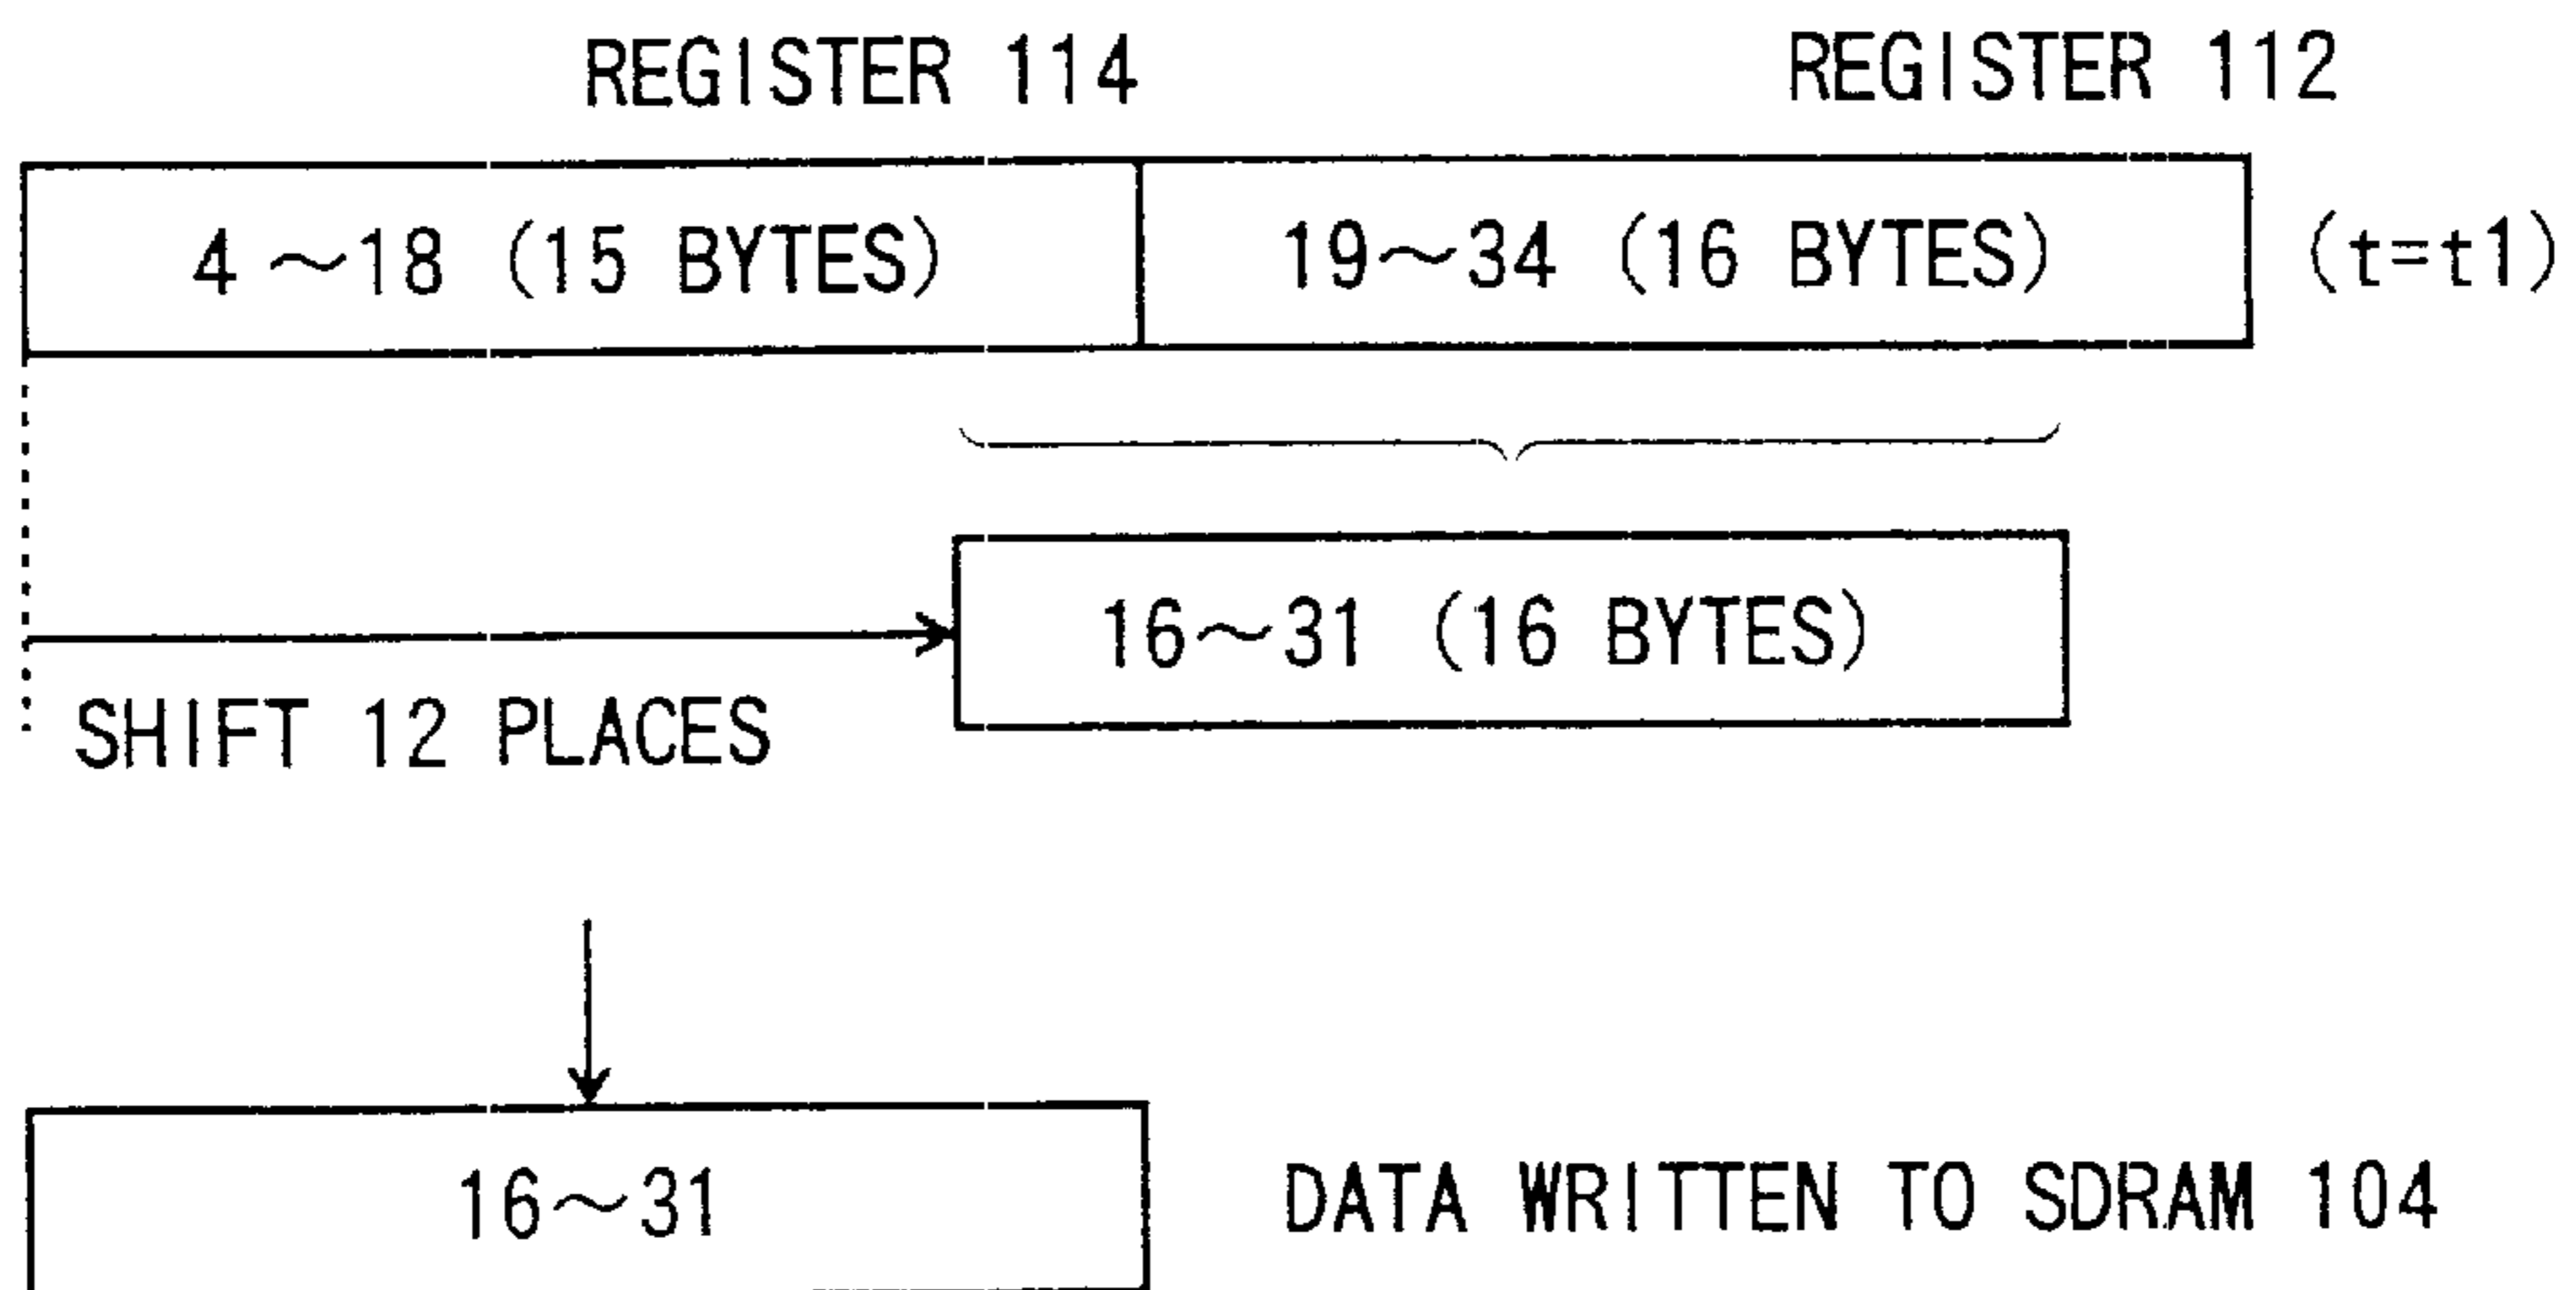 REGISTER 114 REGISTER 112
4~18 (15 BYTES) 19~34 (16 BYTES) (t=t1)
16~31 (16 BYTES)
SHIFT 12 PLACES
16~31 DATA WRITTEN TO SDRAM 104